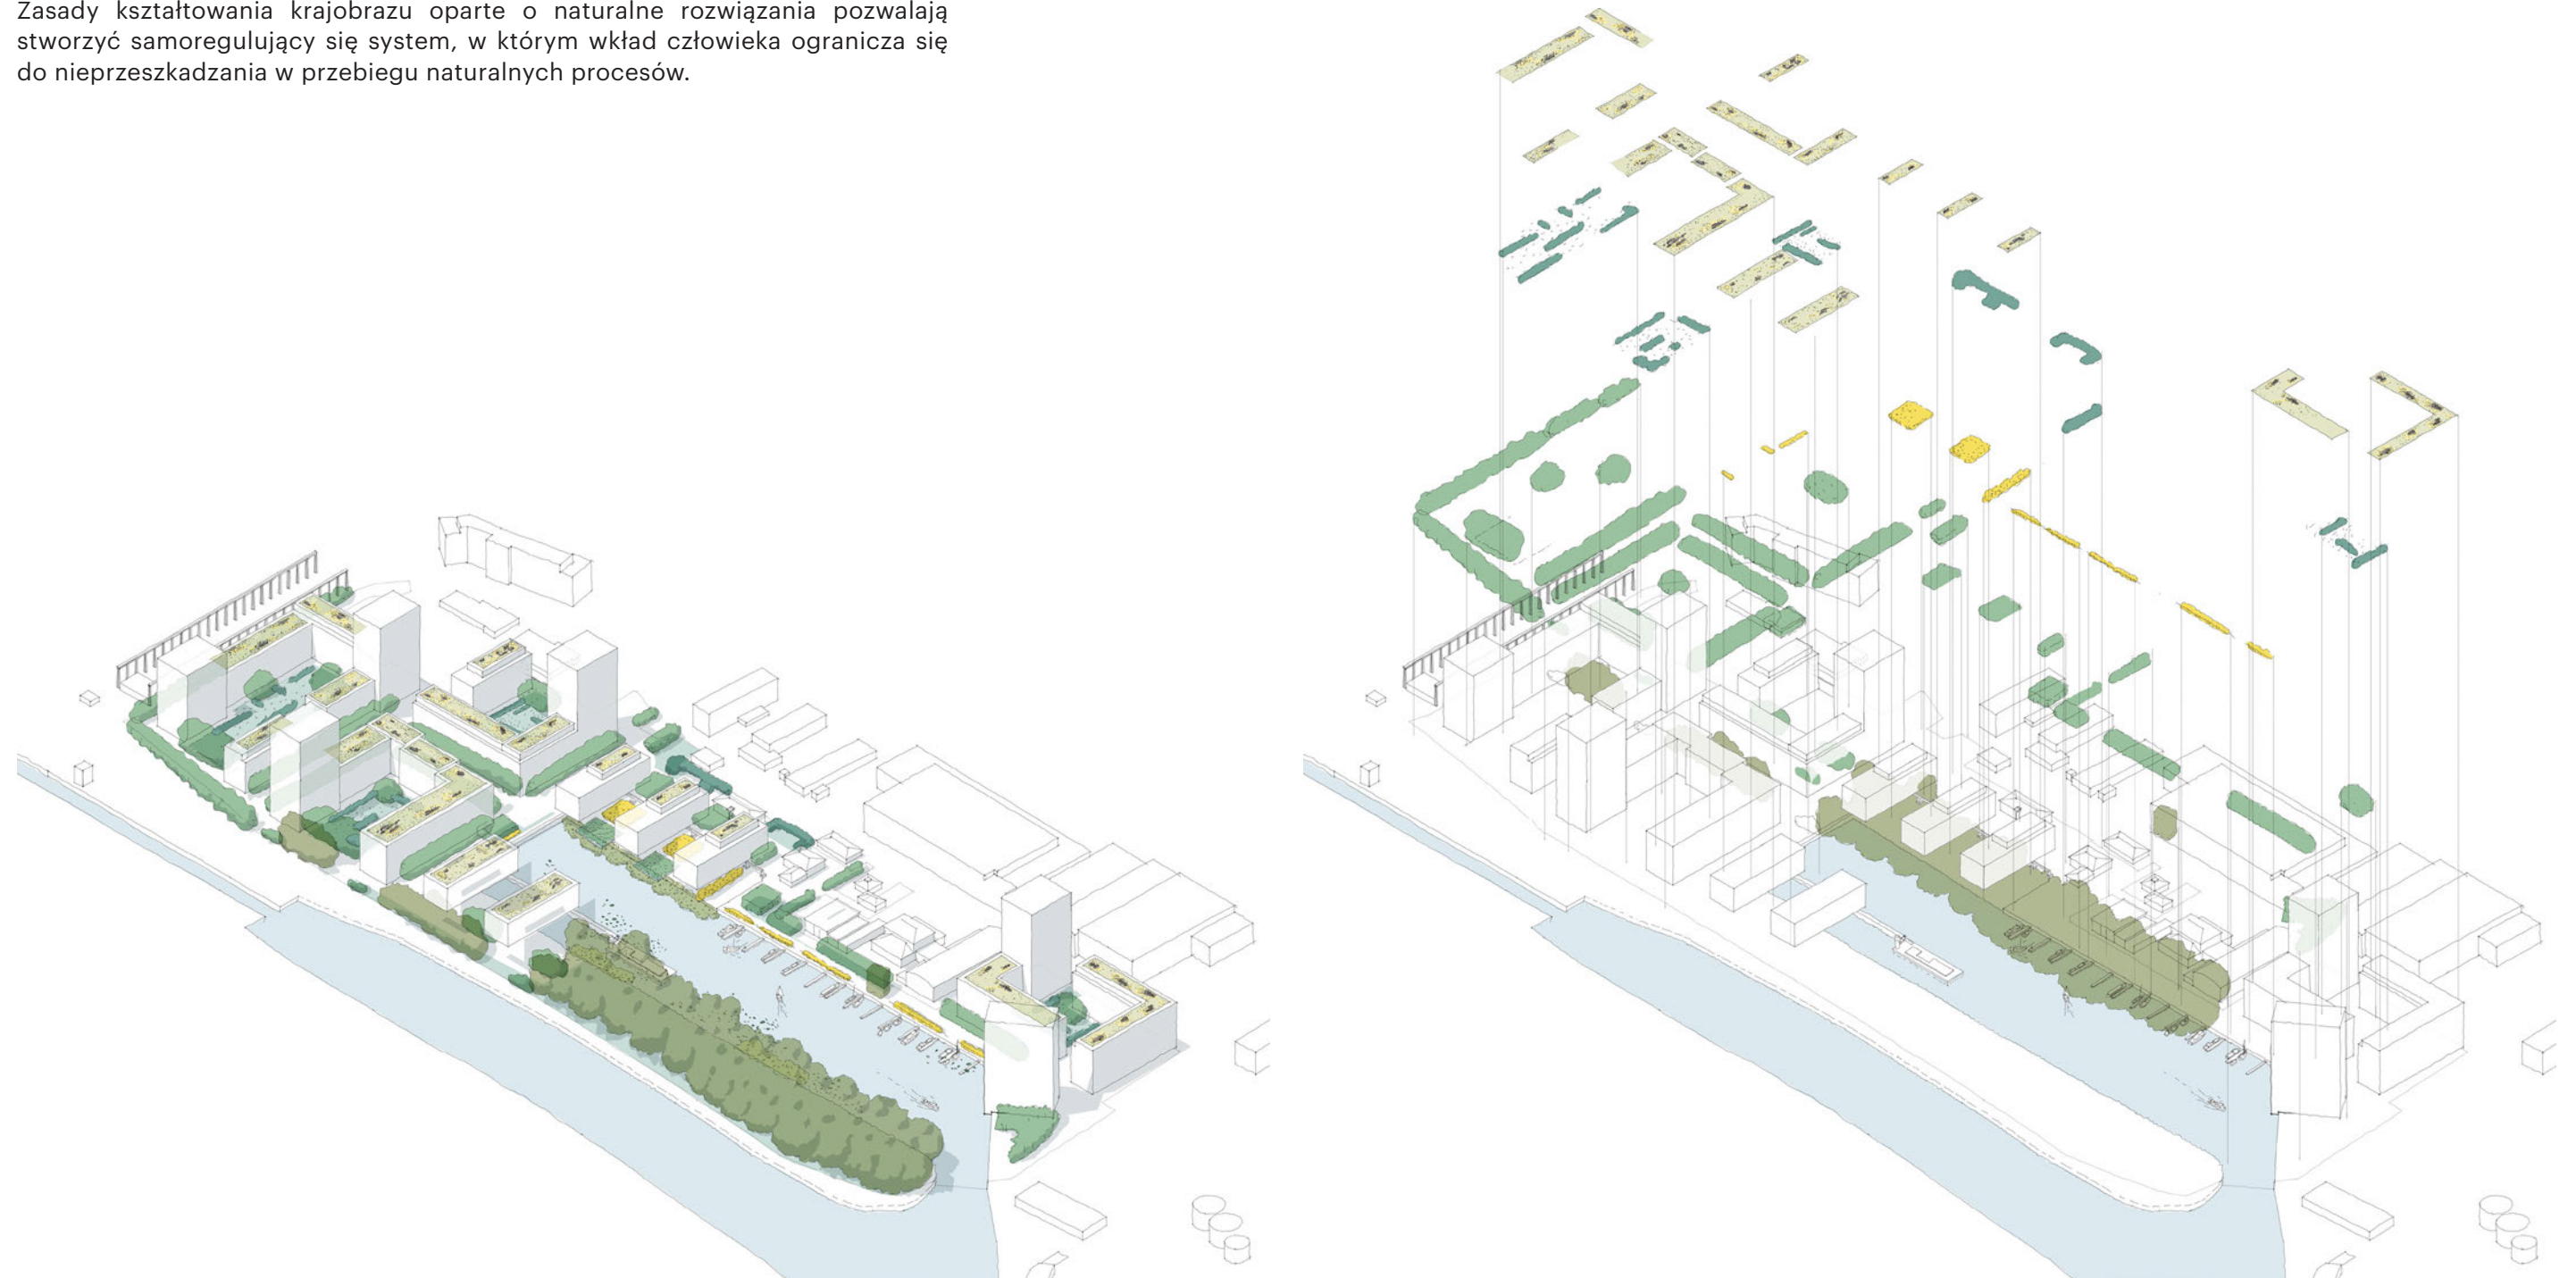 Zasady kształtowania krajobrazu oparte o naturalne rozwiązania pozwalają
stworzyć samoregulujący się system, w którym wkład człowieka ogranicza się
do nieprzeszkadzania w przebiegu naturalnych procesów.